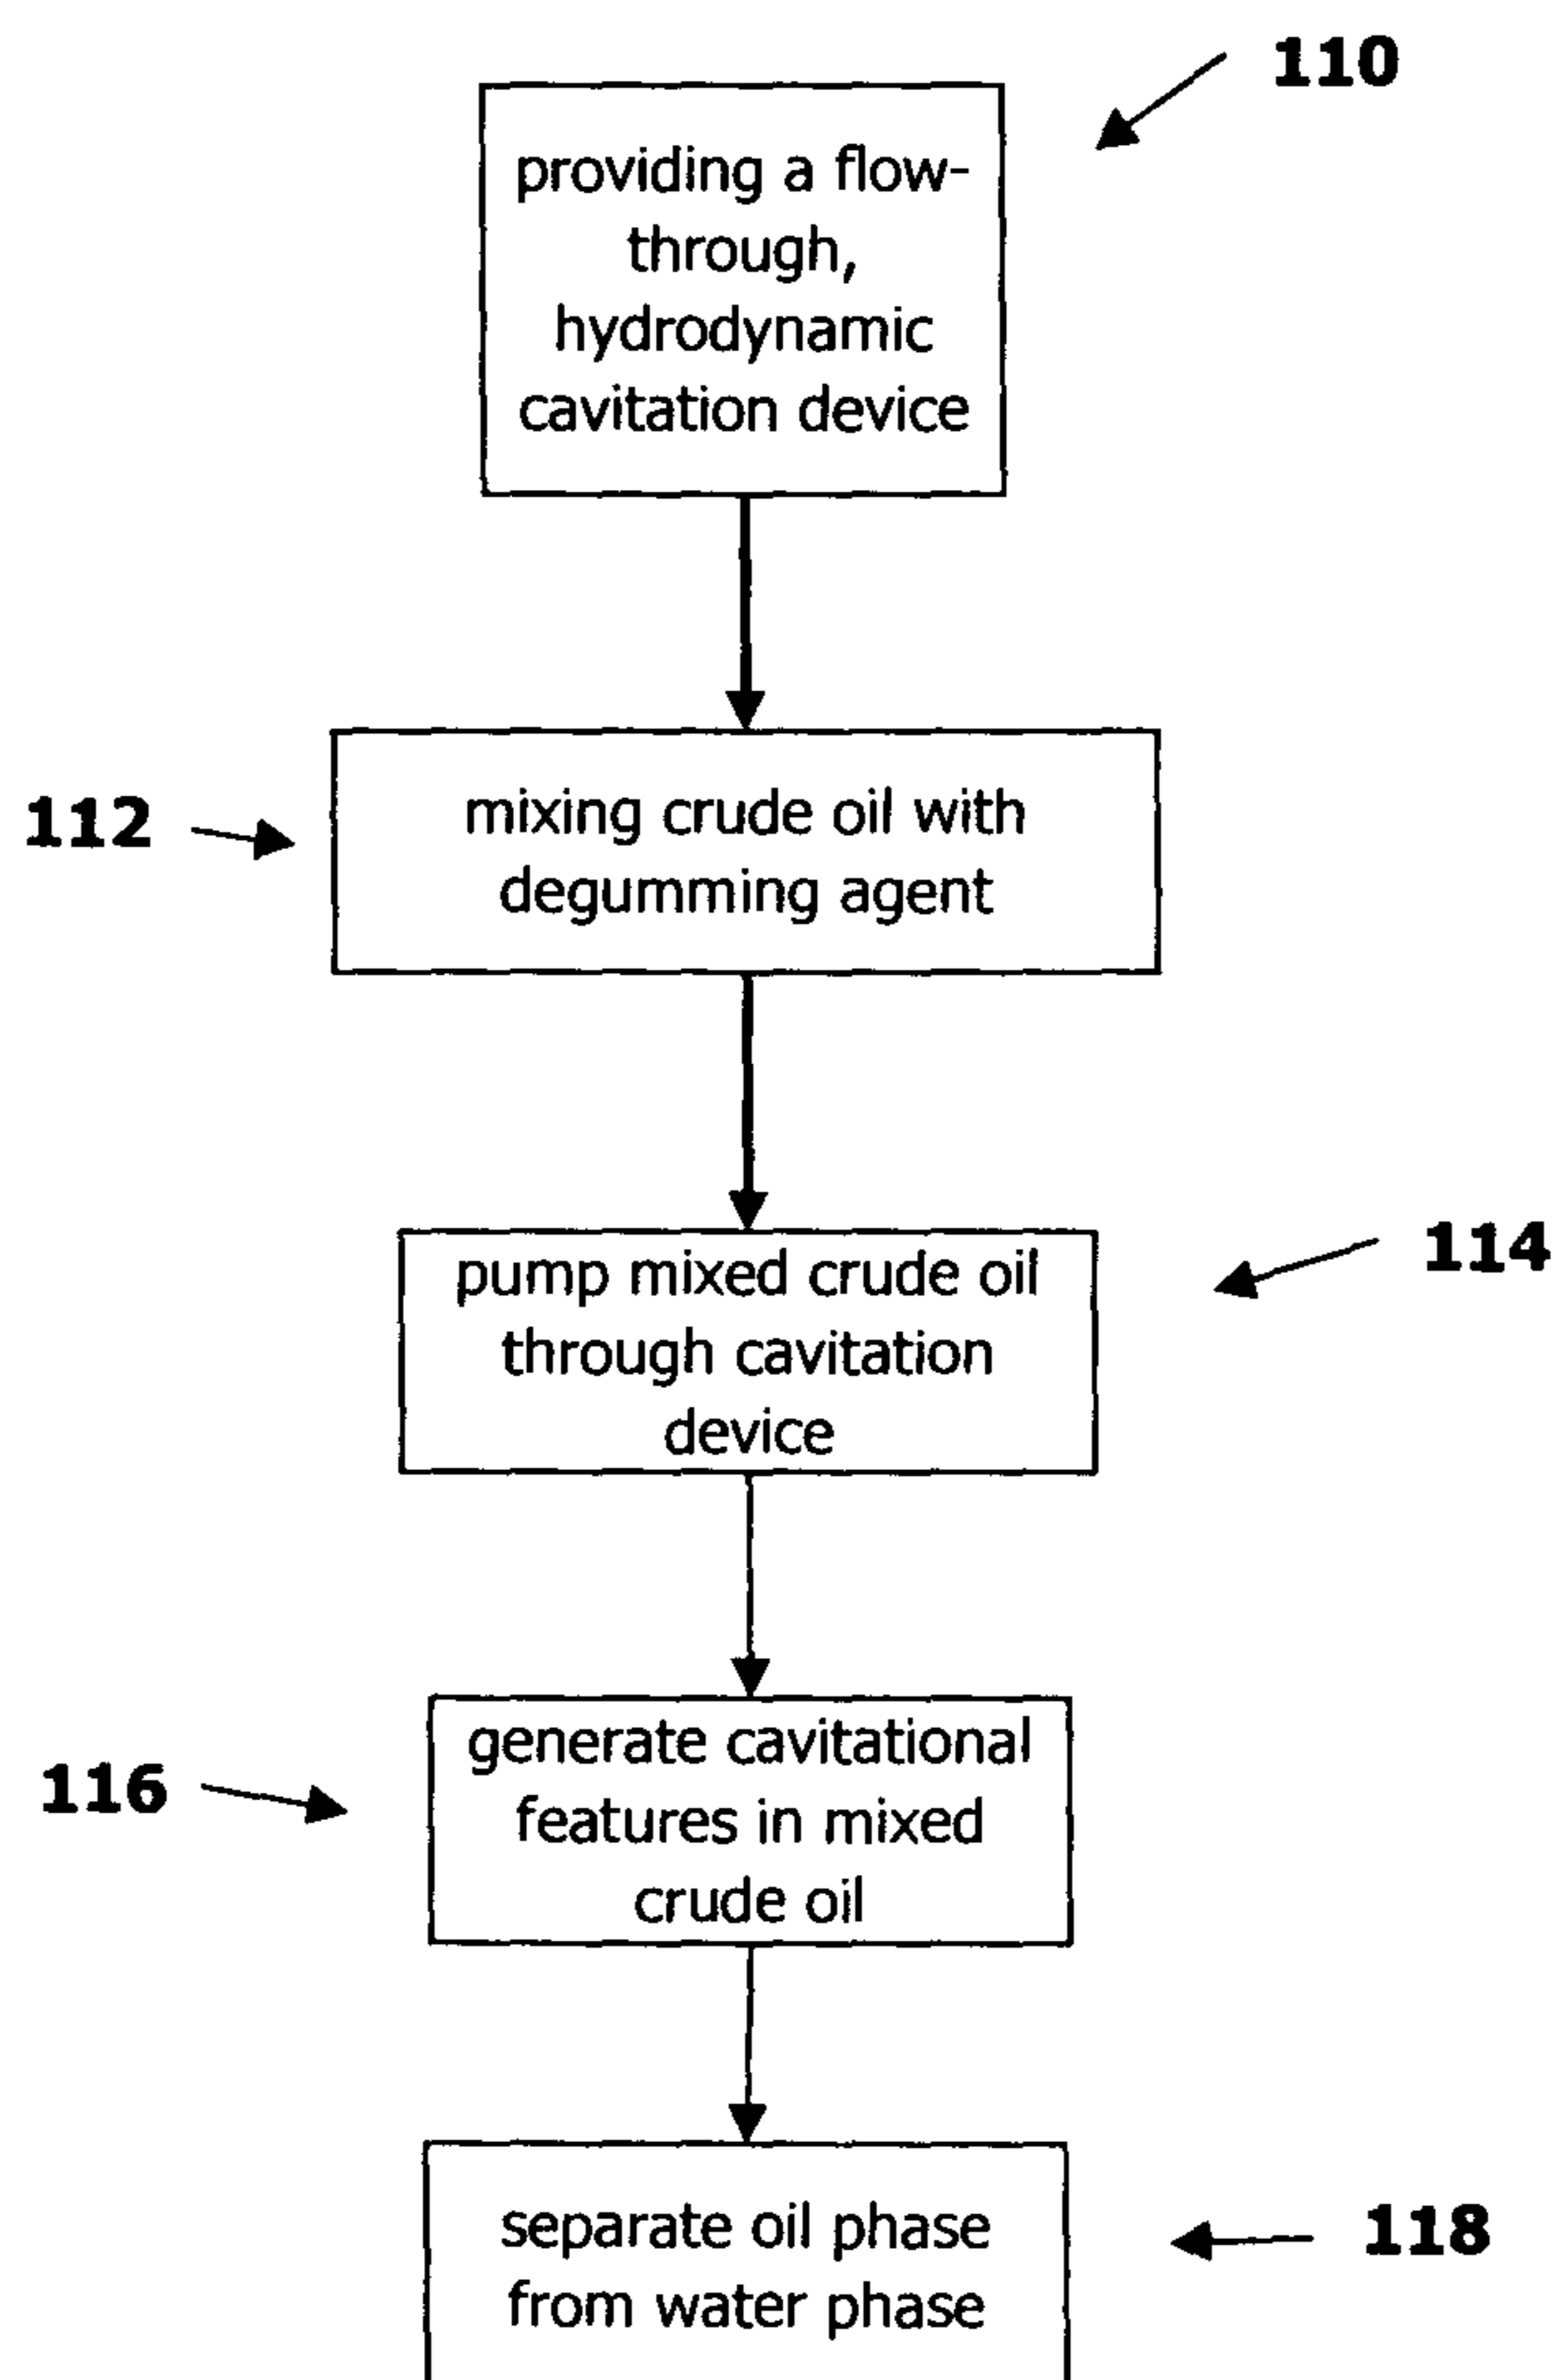 110
providing a flow-
through,
hydrodynamic
cavitation device
112
mixing crude oil with
degumming agent
114
pump mixed crude oil
through cavitation
device
116
generate cavitational
features in mixed
crude oil
118
separate oil phase
from water phase